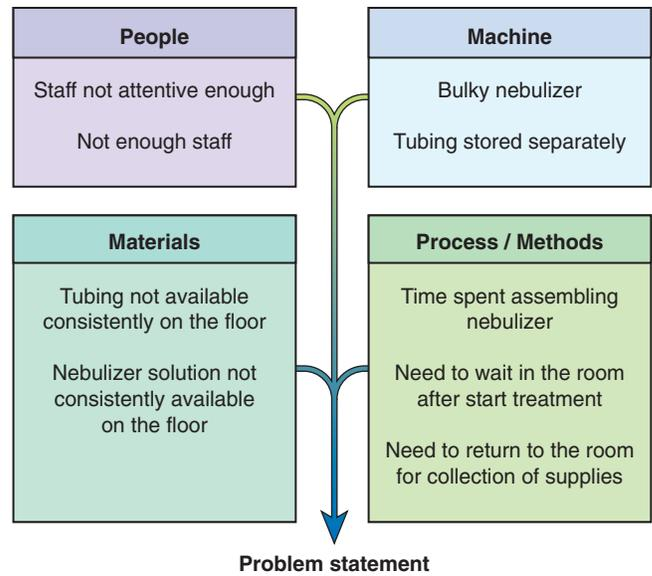 People
Staff not attentive enough
Not enough staff
Machine
Bulky nebulizer
Tubing stored separately
Materials
Tubing not available
consistently on the floor
Nebulizer solution not
consistently available
on the floor
Process / Methods
Time spent assembling
nebulizer
Need to wait in the room
after start treatment
Need to return to the room
for collection of supplies
Problem statement